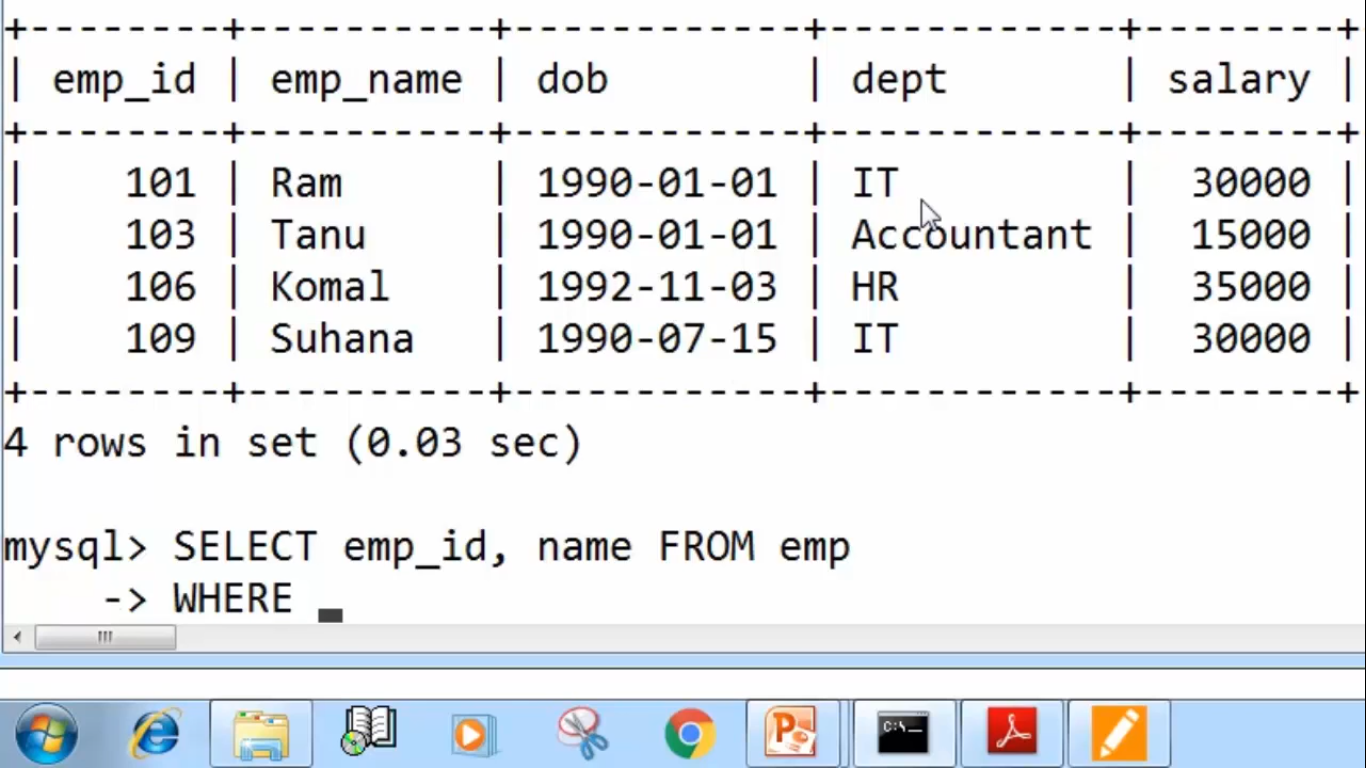 +--------+----------+------------+------------+--------+
| emp_id | emp_name | dob        | dept       | salary |
+--------+----------+------------+------------+--------+
|    101 | Ram      | 1990-01-01 | IT         |  30000 |
|    103 | Tanu     | 1990-01-01 | Accountant |  15000 |
|    106 | Komal    | 1992-11-03 | HR         |  35000 |
|    109 | Suhana   | 1990-07-15 | IT         |  30000 |
+--------+----------+------------+------------+--------+
4 rows in set (0.03 sec)
mysql> SELECT emp_id, name FROM emp
    -> WHERE _
C:\_